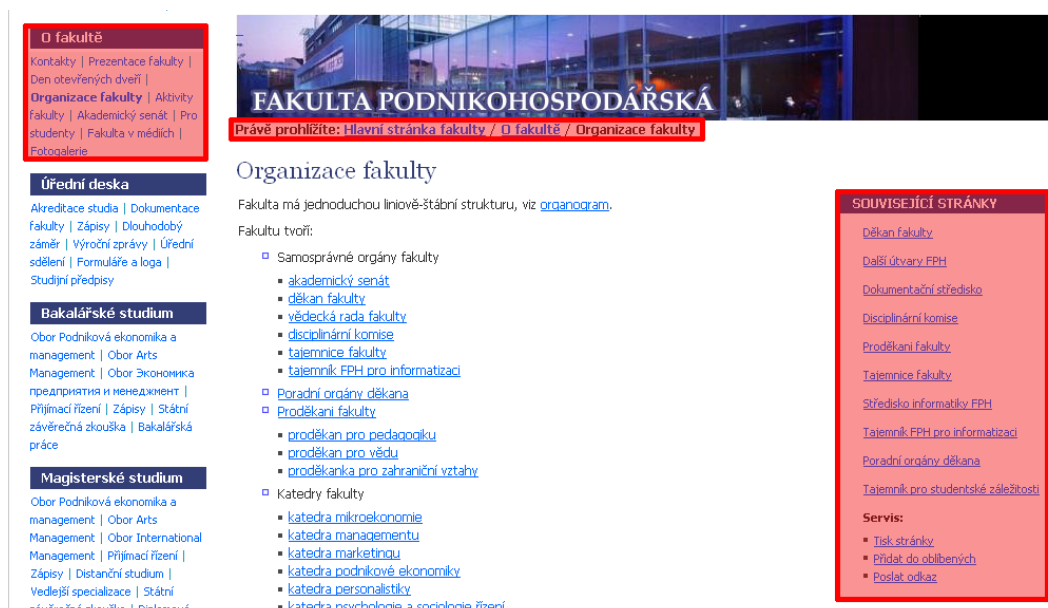 O fakultě
Kontakty | Prezentace fakulty |
Den otevřených dveří |
Organizace fakulty | Aktivity
fakulty | Akademický senát | Pro
studenty | Fakulta v médiích |
Fotogalerie
Úřední deska
Akreditace studia | Dokumentace
fakulty | Zápisy | Dlouhodobý
záměr | Výroční zprávy | Úřední
sdělení | Formuláře a loga |
Studijní předpisy
Bakalářské studium
Obor Podniková ekonomika a
management | Obor Arts
Management | Obor Экономика
предприятия и менеджмент |
Přijímací řízení | Zápisy | Státní
závěrečná zkouška | Bakalářská
práce
Magisterské studium
Obor Podniková ekonomika a
management | Obor Arts
Management | Obor International
Management | Přijímací řízení |
Zápisy | Distanční studium |
Vedlejší specializace | Státní
závěrečná zkouška | Diplomová
FAKULTA PODNIKOHOSPODÁŘSKÁ
Právě prohlížíte: Hlavní stránka fakulty / O fakultě / Organizace fakulty
Organizace fakulty
Fakulta má jednoduchou liniově-štábní strukturu, viz organogram.
Fakultu tvoří:
Samosprávné orgány fakulty
akademický senát
děkan fakulty
vědecká rada fakulty
disciplinární komise
tajemnice fakulty
tajemník FPH pro informatizaci
Poradní orgány děkana
Proděkani fakulty
proděkan pro pedagogiku
proděkan pro vědu
proděkanka pro zahraniční vztahy
Katedry fakulty
katedra mikroekonomie
katedra managementu
katedra marketingu
katedra podnikové ekonomiky
katedra personalistiky
katedra psychologie a sociologie řízení
SOUVISEJÍCÍ STRÁNKY
Děkan fakulty
Další útvary FPH
Dokumentační středisko
Disciplinární komise
Proděkani fakulty
Tajemnice fakulty
Středisko informatiky FPH
Tajemník FPH pro informatizaci
Poradní orgány děkana
Tajemník pro studentské záležitosti
Servis:
Tisk stránky
Přidat do oblíbených
Poslat odkaz